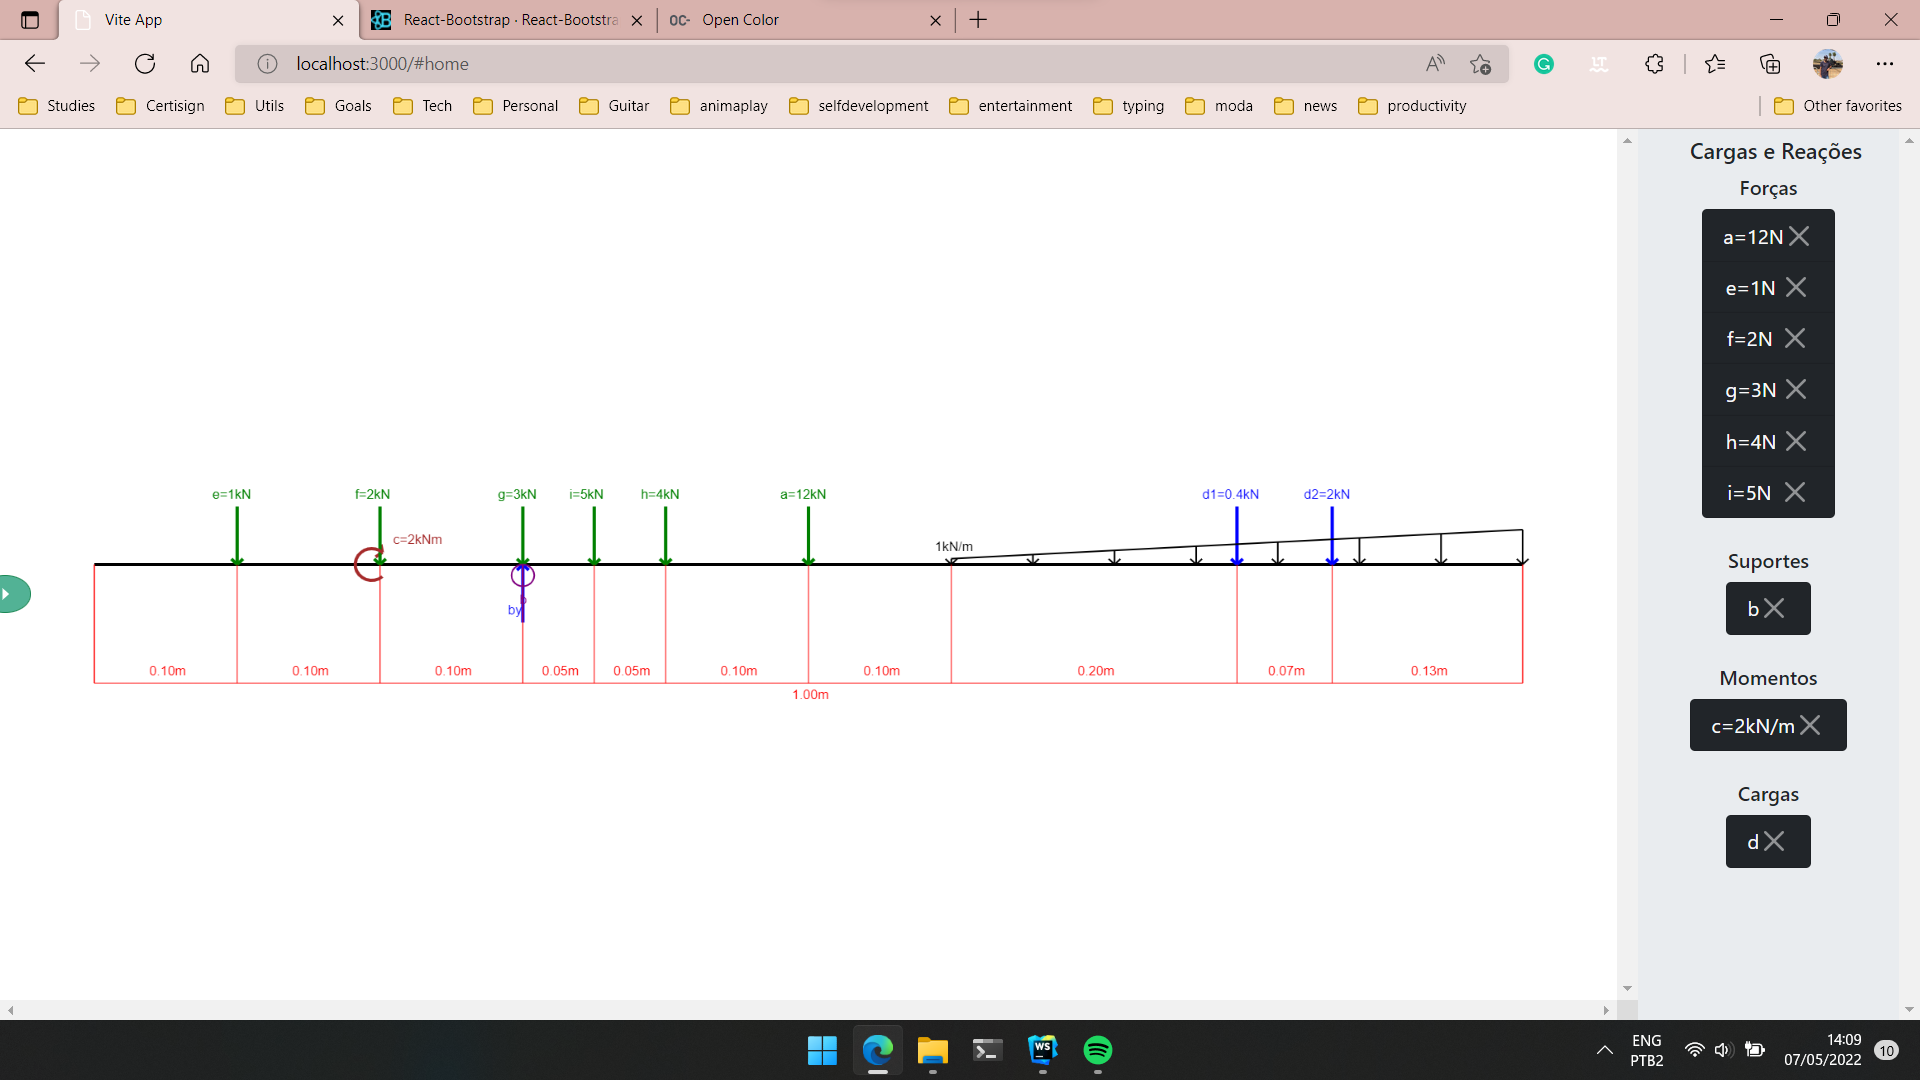 Vite App
React-Bootstrap · React-Bootstra
OC- Open Color
localhost:3000/#home
Studies Certisign Utils Goals Tech Personal Guitar animaplay selfdevelopment entertainment typing moda news productivity Other favorites
Cargas e Reações
Forças
a=12N
e=1N
f=2N
g=3N
h=4N
i=5N
Suportes
b
Momentos
c=2kN/m
Cargas
d
e=1kN f=2kN g=3kN i=5kN h=4kN a=12kN d1=0.4kN d2=2kN
c=2kNm
1kN/m
b
by
0.10m 0.10m 0.10m 0.05m 0.05m 0.10m 0.10m 0.20m 0.07m 0.13m
1.00m
WS
ENG
PTB2
14:09
07/05/2022
10